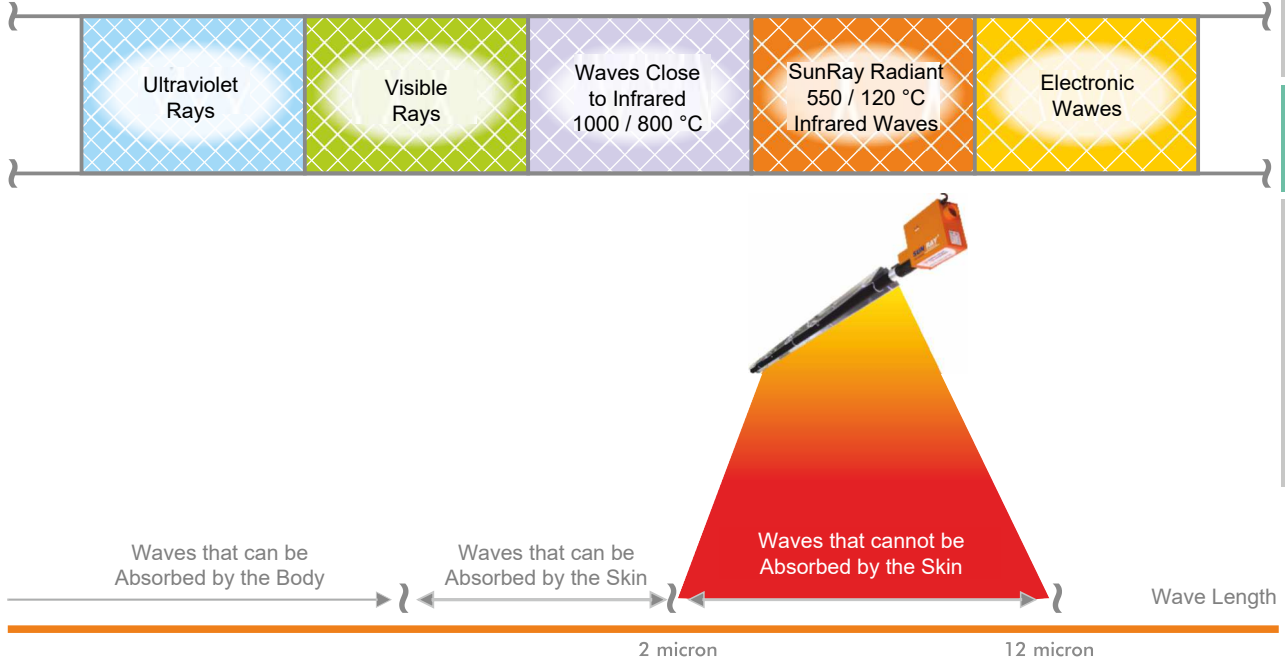 Ultraviolet
Rays
Visible
Rays
Waves Close
to Infrared
1000 / 800 °C
SunRay Radiant
550 / 120 °C
Infrared Waves
Electronic
Wawes
SUN RAY
Waves that can be
Absorbed by the Body
Waves that can be
Absorbed by the Skin
Waves that cannot be
Absorbed by the Skin
Wave Length
2 micron
12 micron